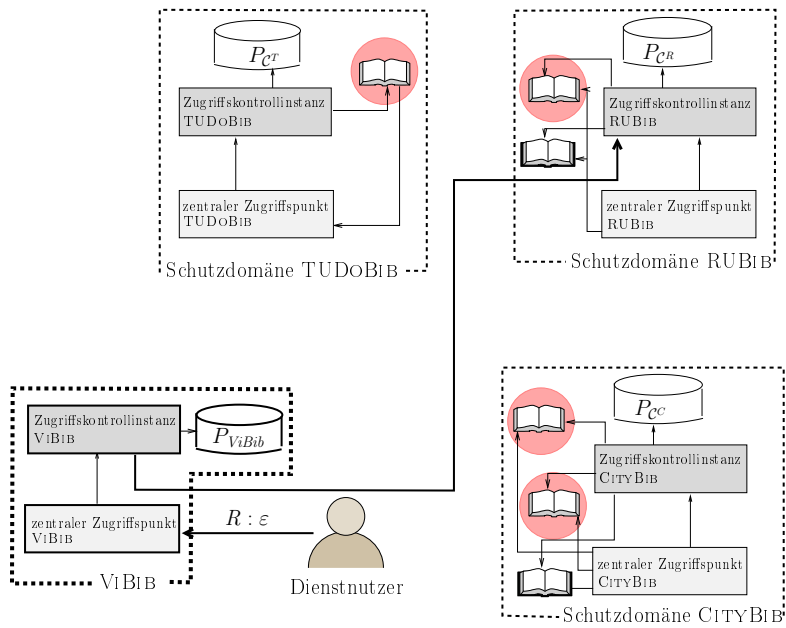 P_{C^T}
Zugriffskontrollinstanz
TUDoBib
zentraler Zugriffspunkt
TUDoBib
Schutzdomäne TUDoBib
P_{C^R}
Zugriffskontrollinstanz
RUBib
zentraler Zugriffspunkt
RUBib
Schutzdomäne RUBib
Zugriffskontrollinstanz
ViBib
P_{ViBib}
zentraler Zugriffspunkt
ViBib
ViBib
R : ε
Dienstnutzer
P_{C^C}
Zugriffskontrollinstanz
CityBib
zentraler Zugriffspunkt
CityBib
Schutzdomäne CityBib